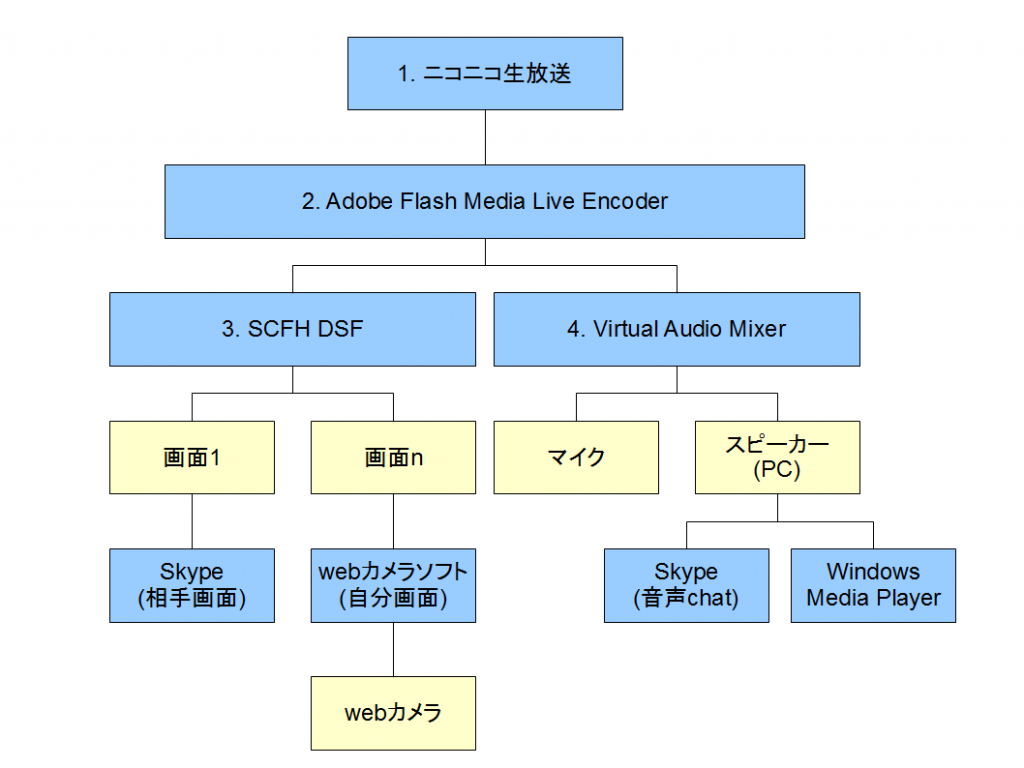 1. ニコニコ生放送
2. Adobe Flash Media Live Encoder
3. SCFH DSF
4. Virtual Audio Mixer
画面1
画面n
マイク
スピーカー
(PC)
Skype
(相手画面)
webカメラソフト
(自分画面)
Skype
(音声chat)
Windows
Media Player
webカメラ